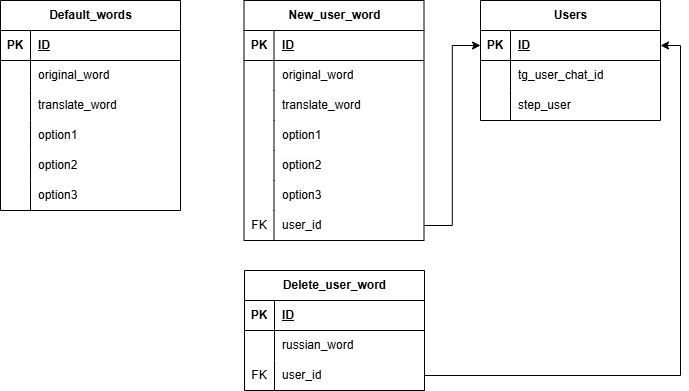 Default_words
PK ID
original_word
translate_word
option1
option2
option3
New_user_word
PK ID
original_word
translate_word
option1
option2
option3
FK user_id
Users
PK ID
tg_user_chat_id
step_user
Delete_user_word
PK ID
russian_word
FK user_id